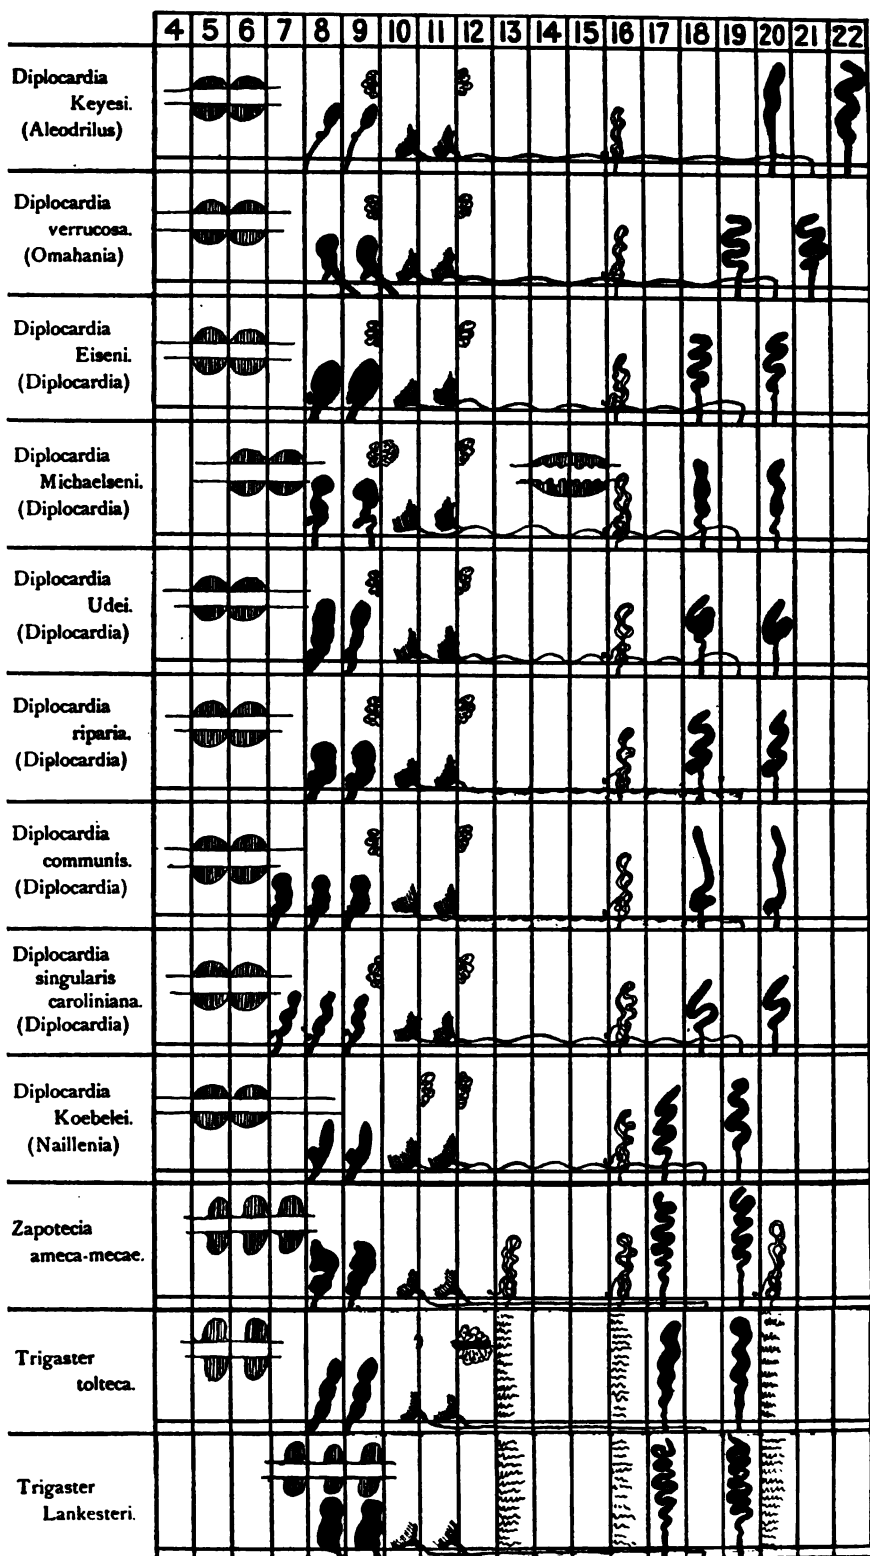 4 5 6 7 8 9 10 11 12 13 14 15 16 17 18 19 20 21 22
Diplocardia
Keyesi.
(Aleodrilus)
Diplocardia
verrucosa.
(Omahania)
Diplocardia
Eiseni.
(Diplocardia)
Diplocardia
Michaelseni.
(Diplocardia)
Diplocardia
Udei.
(Diplocardia)
Diplocardia
riparia.
(Diplocardia)
Diplocardia
communis.
(Diplocardia)
Diplocardia
singularis
caroliniana.
(Diplocardia)
Diplocardia
Koebelei.
(Naillenia)
Zapotecia
ameca-mecae.
Trigaster
tolteca.
Trigaster
Lankesteri.